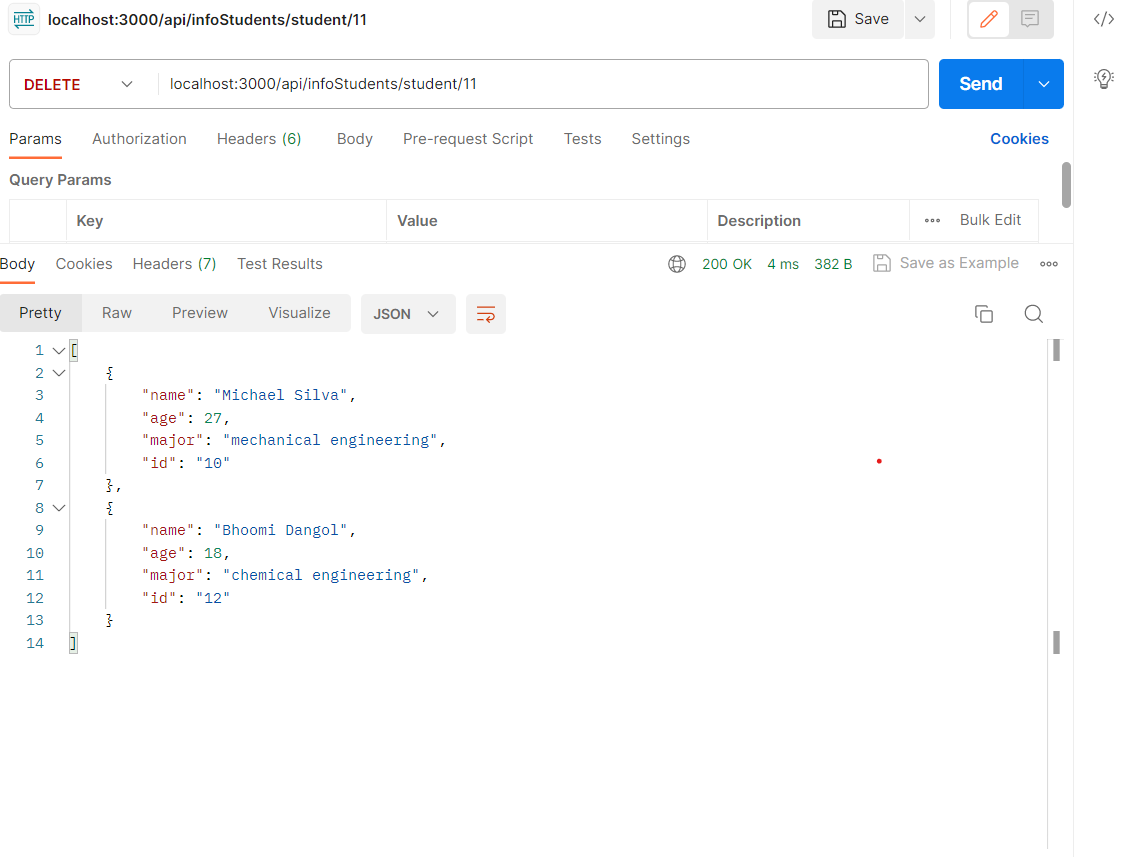 HTTP localhost:3000/api/infoStudents/student/11 Save
DELETE localhost:3000/api/infoStudents/student/11 Send
Params Authorization Headers (6) Body Pre-request Script Tests Settings Cookies
Query Params
Key Value Description Bulk Edit
Body Cookies Headers (7) Test Results 200 OK 4 ms 382 B Save as Example
Pretty Raw Preview Visualize JSON
1 [
2 {
3 "name": "Michael Silva",
4 "age": 27,
5 "major": "mechanical engineering",
6 "id": "10"
7 },
8 {
9 "name": "Bhoomi Dangol",
10 "age": 18,
11 "major": "chemical engineering",
12 "id": "12"
13 }
14 ]